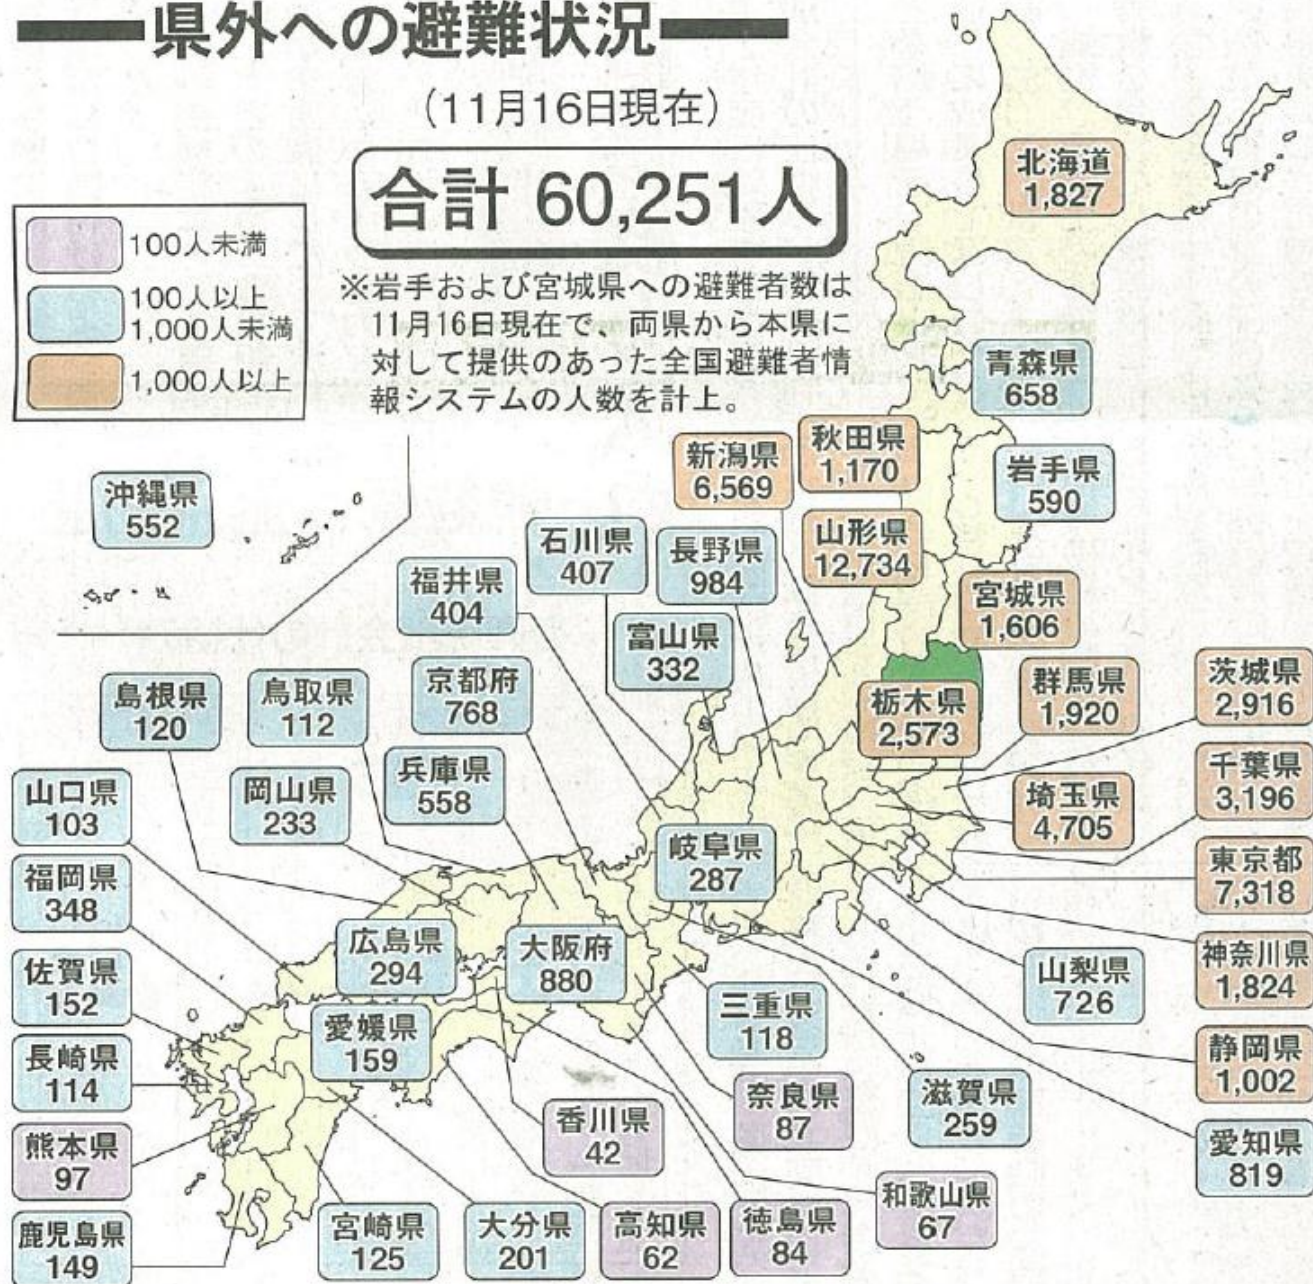 県外への避難状況
（11月16日現在）
合計 60,251人
100人未満
100人以上
1,000人未満
1,000人以上
※岩手および宮城県への避難者数は
11月16日現在で、両県から本県に
対して提供のあった全国避難者情
報システムの人数を計上。
北海道
1,827
青森県
658
秋田県
1,170
岩手県
590
新潟県
6,569
山形県
12,734
宮城県
1,606
沖縄県
552
石川県
407
長野県
984
福井県
404
富山県
332
島根県
120
鳥取県
112
京都府
768
栃木県
2,573
群馬県
1,920
茨城県
2,916
山口県
103
岡山県
233
兵庫県
558
埼玉県
4,705
千葉県
3,196
岐阜県
287
東京都
7,318
福岡県
348
広島県
294
大阪府
880
佐賀県
152
三重県
118
山梨県
726
神奈川県
1,824
愛媛県
159
長崎県
114
静岡県
1,002
香川県
42
奈良県
87
滋賀県
259
熊本県
97
愛知県
819
鹿児島県
149
宮崎県
125
大分県
201
高知県
62
徳島県
84
和歌山県
67